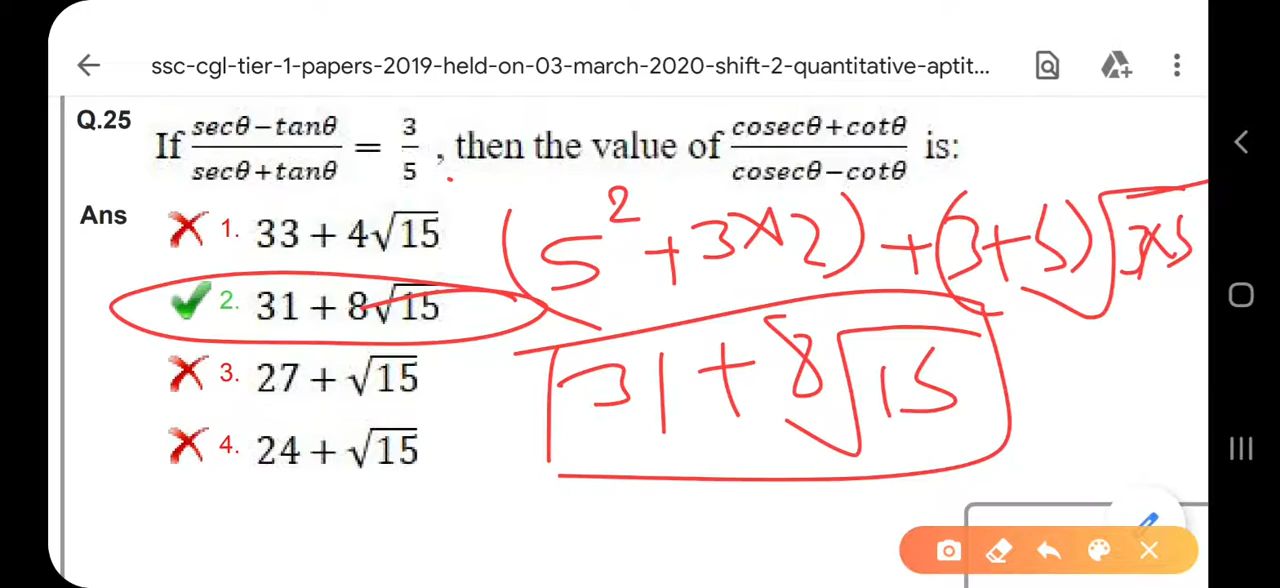 ssc-cgl-tier-1-papers-2019-held-on-03-march-2020-shift-2-quantitative-aptit...
Q.25 If secθ−tanθ / secθ+tanθ = 3/5, then the value of cosecθ+cotθ / cosecθ−cotθ is:
Ans 1. 33 + 4√15
2. 31 + 8√15
3. 27 + √15
4. 24 + √15
(5² + 3×2) + (3+5)√3×5
31 + 8√15